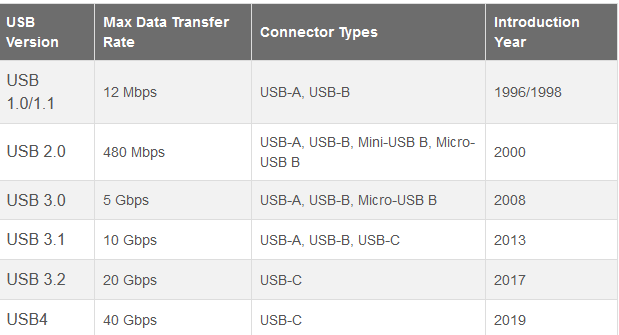 USB Version | Max Data Transfer Rate | Connector Types | Introduction Year
USB 1.0/1.1 | 12 Mbps | USB-A, USB-B | 1996/1998
USB 2.0 | 480 Mbps | USB-A, USB-B, Mini-USB B, Micro-USB B | 2000
USB 3.0 | 5 Gbps | USB-A, USB-B, Micro-USB B | 2008
USB 3.1 | 10 Gbps | USB-A, USB-B, USB-C | 2013
USB 3.2 | 20 Gbps | USB-C | 2017
USB4 | 40 Gbps | USB-C | 2019